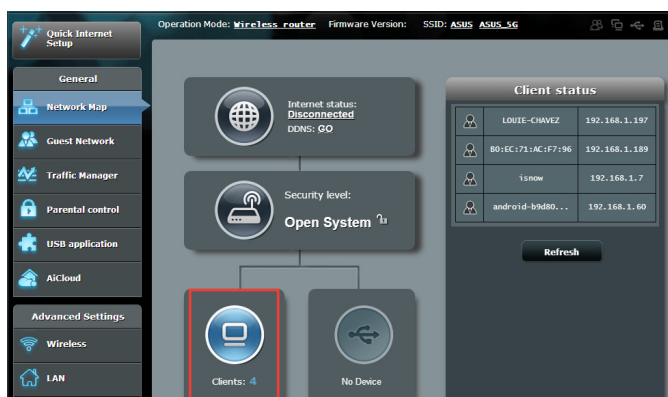 Quick Internet
Setup
Operation Mode: Wireless router Firmware Version: SSID: ASUS ASUS_5G
General
Network Map
Guest Network
Traffic Manager
Parental control
USB application
AiCloud
Advanced Settings
Wireless
LAN
Internet status:
Disconnected
DDNS: GO
Security level:
Open System
Clients: 4
No Device
Client status
LOUIE-CHAVEZ 192.168.1.197
80:EC:71:AC:F7:96 192.168.1.189
isnow 192.168.1.7
android-b9d80... 192.168.1.60
Refresh